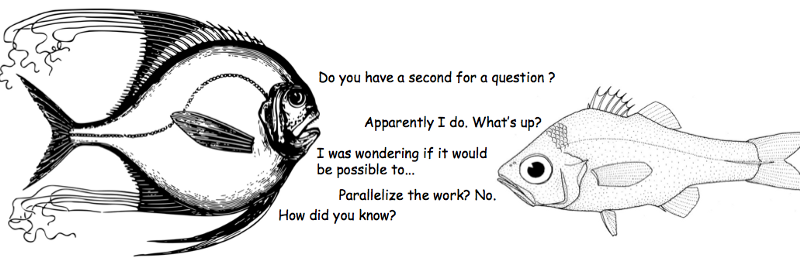 Do you have a second for a question ?
Apparently I do. What's up?
I was wondering if it would
be possible to...
Parallelize the work? No.
How did you know?